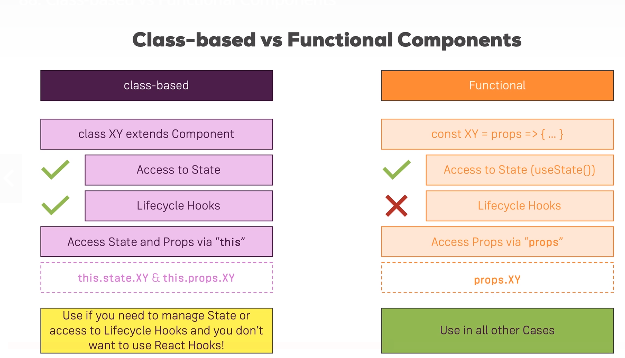 Class-based vs Functional Components
class-based
Functional
class XY extends Component
const XY = props => { ... }
Access to State
Access to State (useState())
Lifecycle Hooks
Lifecycle Hooks
Access State and Props via “this”
Access Props via “props”
this.state.XY & this.props.XY
props.XY
Use if you need to manage State or
access to Lifecycle Hooks and you don’t
want to use React Hooks!
Use in all other Cases